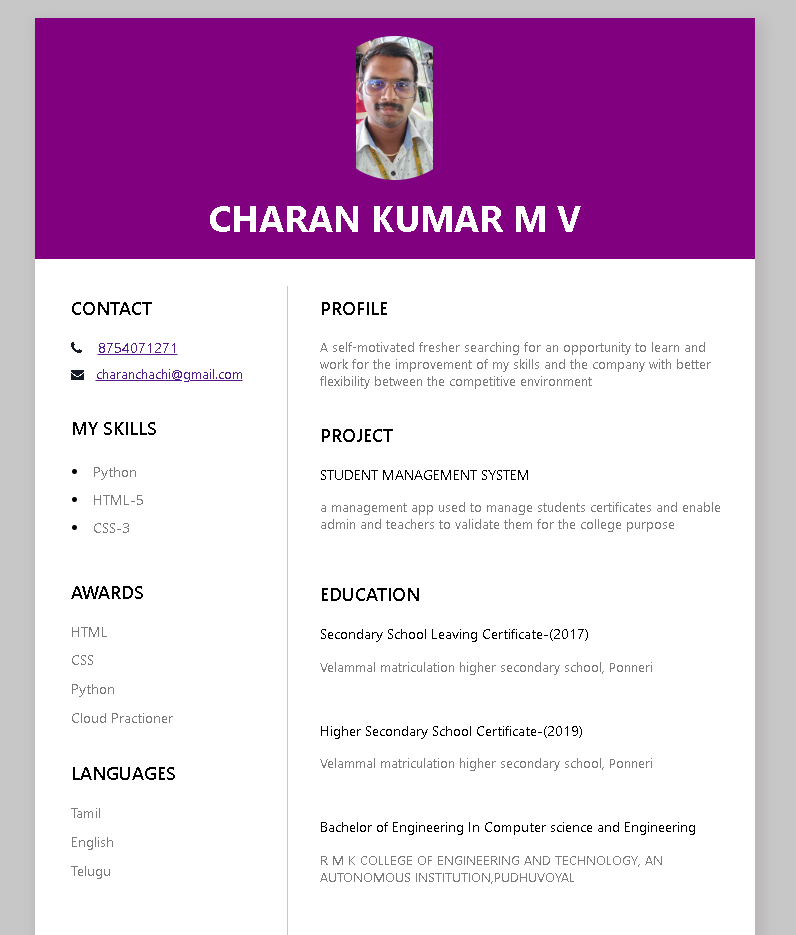 CHARAN KUMAR M V
CONTACT
8754071271
charanchachi@gmail.com
MY SKILLS
Python
HTML-5
CSS-3
AWARDS
HTML
CSS
Python
Cloud Practioner
LANGUAGES
Tamil
English
Telugu
PROFILE
A self-motivated fresher searching for an opportunity to learn and
work for the improvement of my skills and the company with better
flexibility between the competitive environment
PROJECT
STUDENT MANAGEMENT SYSTEM
a management app used to manage students certificates and enable
admin and teachers to validate them for the college purpose
EDUCATION
Secondary School Leaving Certificate-(2017)
Velammal matriculation higher secondary school, Ponneri
Higher Secondary School Certificate-(2019)
Velammal matriculation higher secondary school, Ponneri
Bachelor of Engineering In Computer science and Engineering
R M K COLLEGE OF ENGINEERING AND TECHNOLOGY, AN
AUTONOMOUS INSTITUTION,PUDHUVOYAL